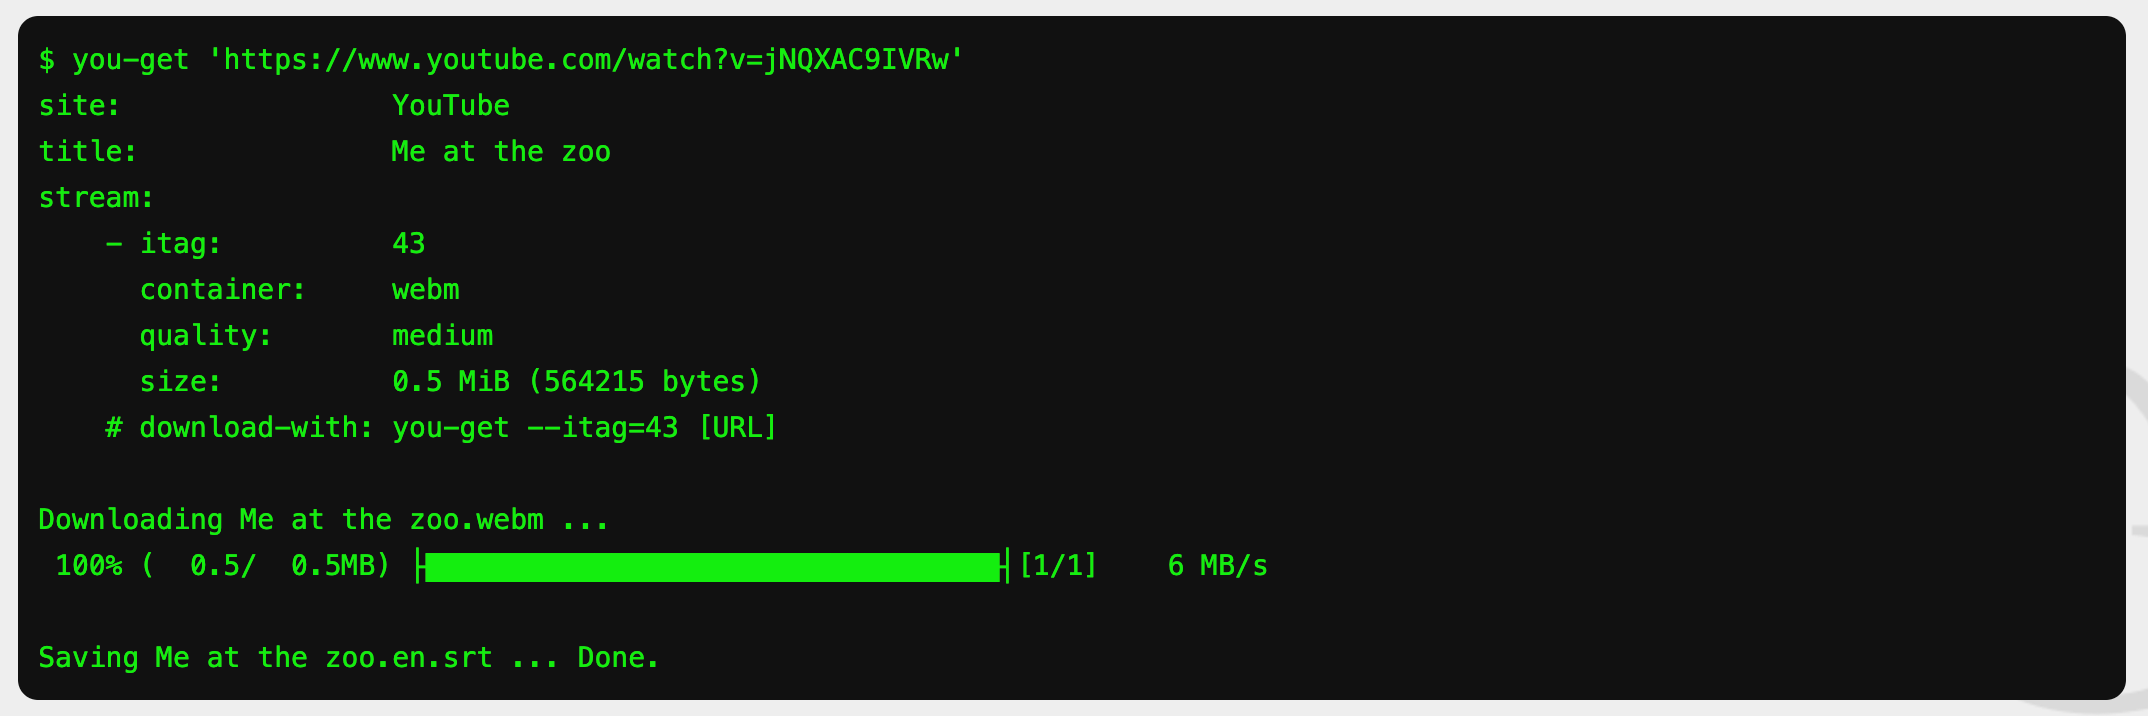 $ you-get 'https://www.youtube.com/watch?v=jNQXAC9IVRw'
site:                YouTube
title:               Me at the zoo
stream:
    - itag:          43
      container:     webm
      quality:       medium
      size:          0.5 MiB (564215 bytes)
    # download-with: you-get --itag=43 [URL]
Downloading Me at the zoo.webm ...
 100% (  0.5/  0.5MB) ├██████████████████████████████████┤[1/1]    6 MB/s
Saving Me at the zoo.en.srt ... Done.